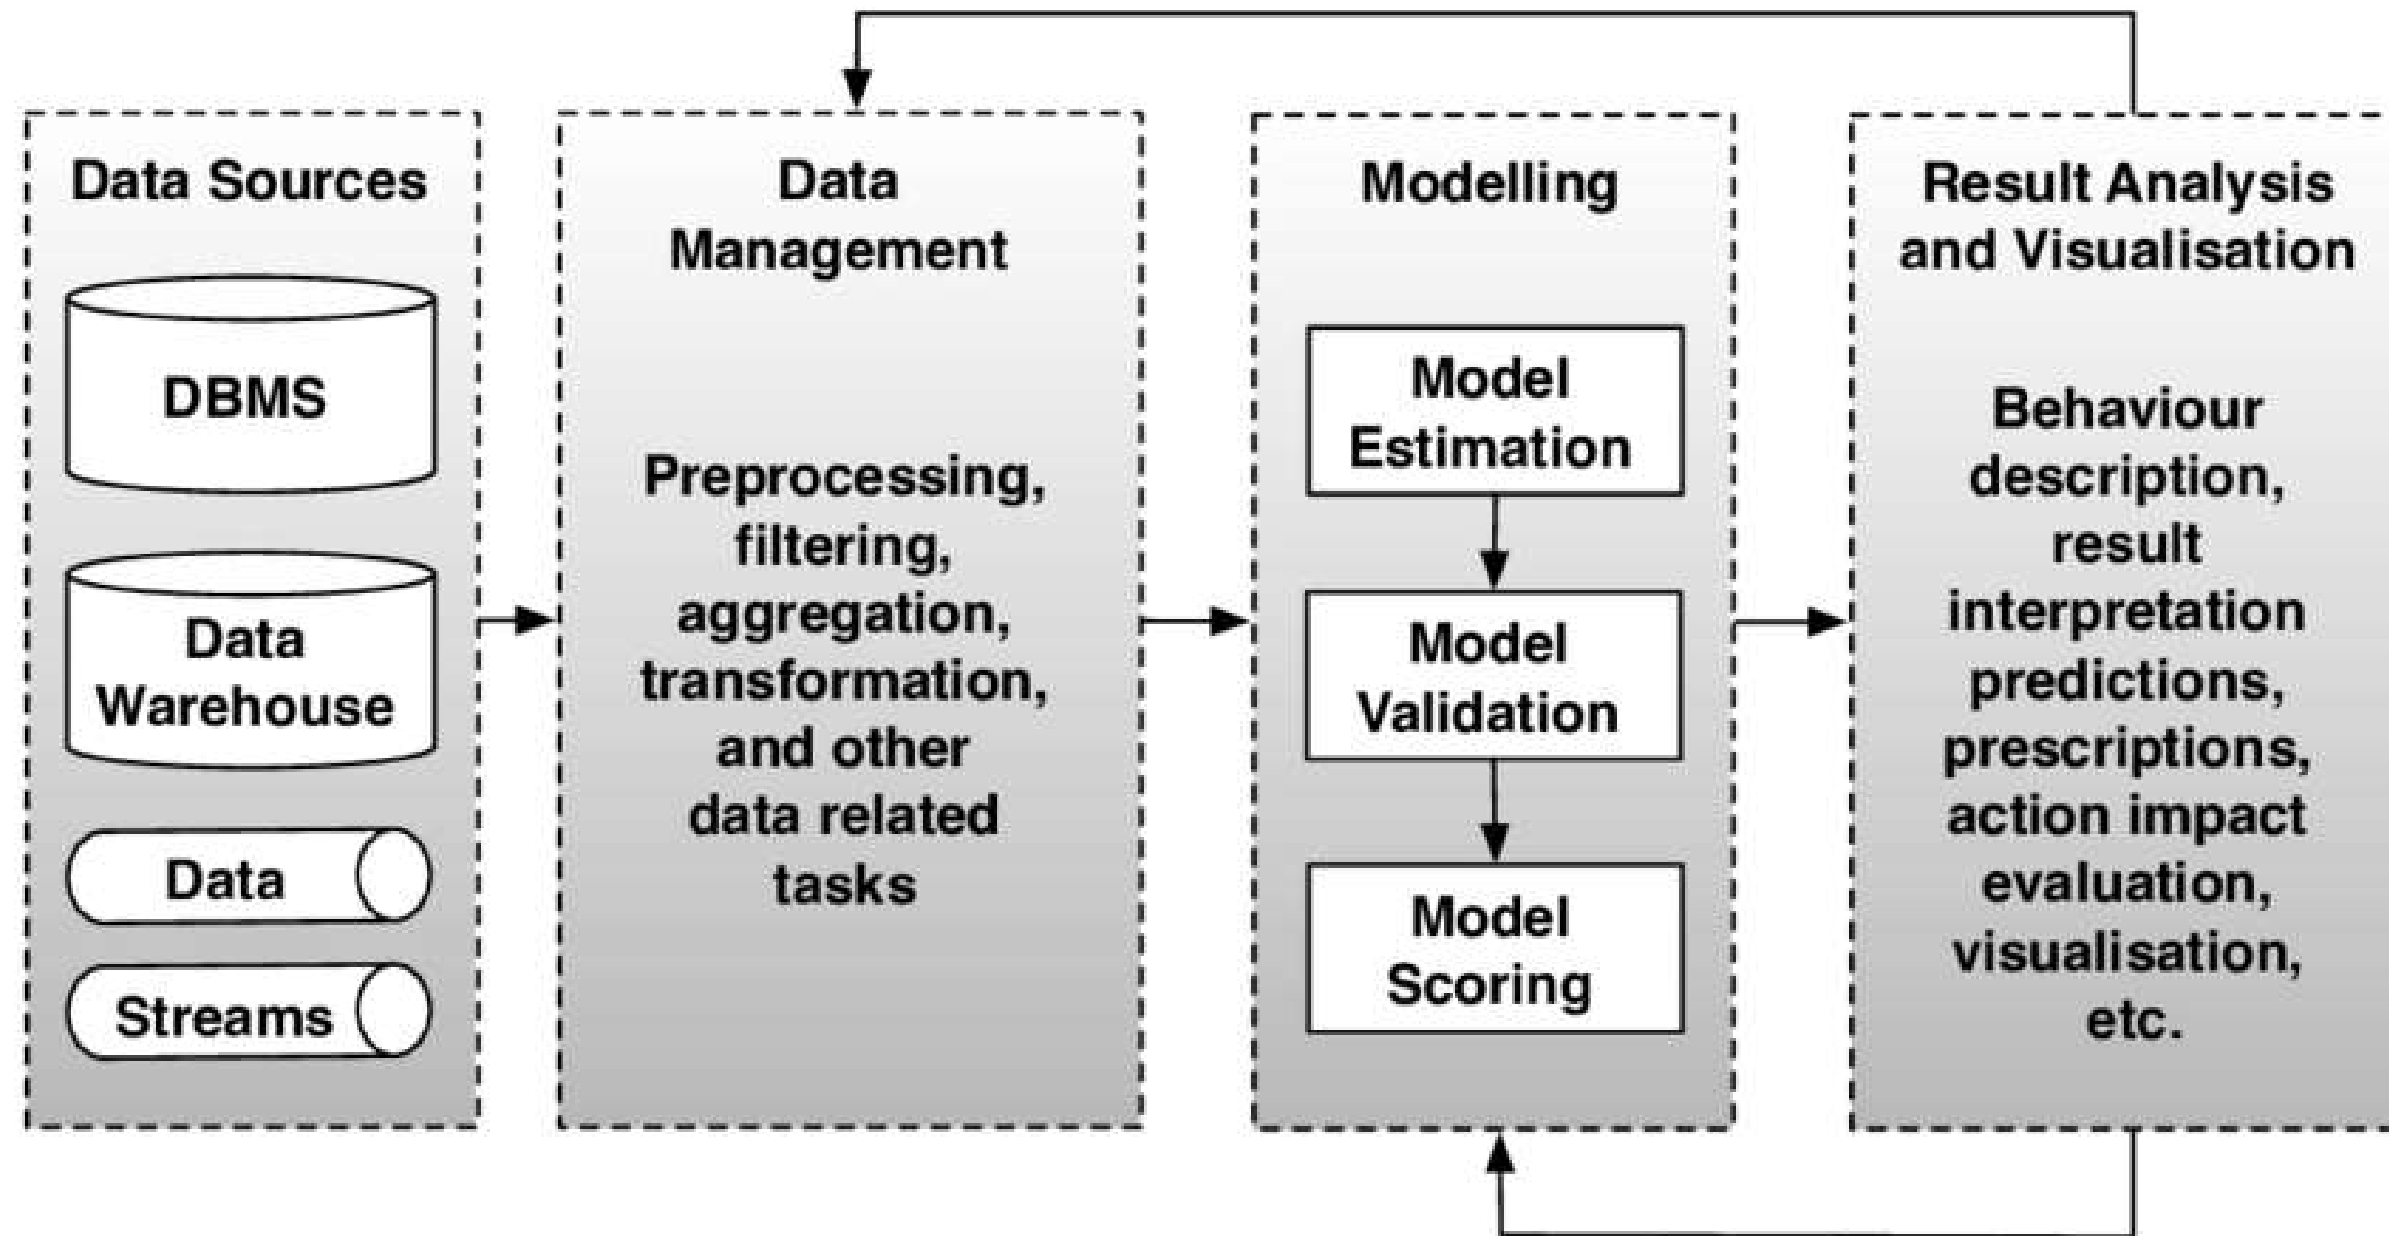 Data Sources
DBMS
Data
Warehouse
Data
Streams
Data
Management
Preprocessing,
filtering,
aggregation,
transformation,
and other
data related
tasks
Modelling
Model
Estimation
Model
Validation
Model
Scoring
Result Analysis
and Visualisation
Behaviour
description,
result
interpretation
predictions,
prescriptions,
action impact
evaluation,
visualisation,
etc.